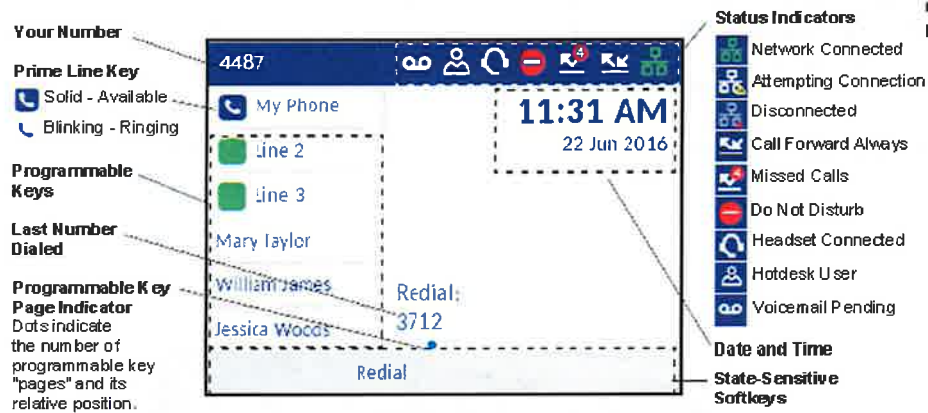 Your Number
Prime Line Key
Solid - Available
Blinking - Ringing
Programmable
Keys
Last Number
Dialed
Programmable Key
Page Indicator
Dots indicate
the number of
programmable key
"pages" and its
relative position.
4487
4
My Phone
Line 2
Line 3
Mary Taylor
William James
Jessica Woods
11:31 AM
22 Jun 2016
Redial:
3712
Redial
Status Indicators
Network Connected
Attempting Connection
Disconnected
Call Forward Always
4
Missed Calls
Do Not Disturb
Headset Connected
Hotdesk User
Voicemail Pending
Date and Time
State-Sensitive
Softkeys